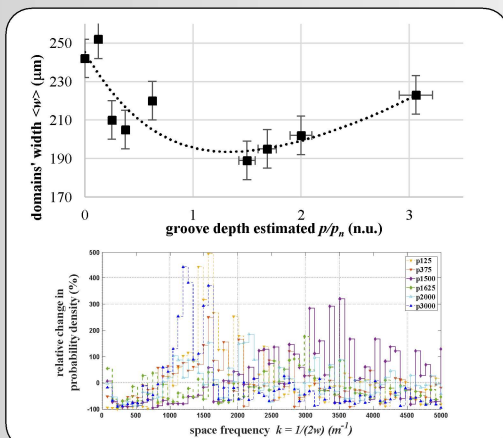 250
230
210
190
170
domains' width <w> (μm)
0
1
2
3
groove depth estimated p/pn (n.u.)
500
400
300
200
100
0
-100
relative change in
probability density (%)
p125
p375
p1500
p1625
p2000
p3000
0
500
1000
1500
2000
2500
3000
3500
4000
4500
5000
space frequency k = 1/(2w) (m⁻¹)